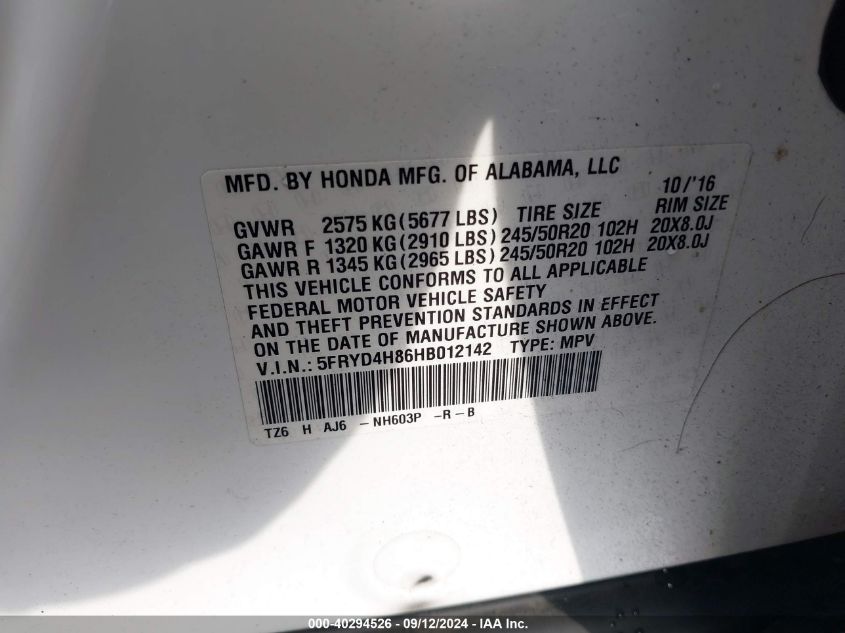 MFD. BY HONDA MFG. OF ALABAMA, LLC 10/'16
GVWR 2575 KG (5677 LBS) TIRE SIZE RIM SIZE
GAWR F 1320 KG (2910 LBS) 245/50R20 102H 20X8.0J
GAWR R 1345 KG (2965 LBS) 245/50R20 102H 20X8.0J
THIS VEHICLE CONFORMS TO ALL APPLICABLE
FEDERAL MOTOR VEHICLE SAFETY
AND THEFT PREVENTION STANDARDS IN EFFECT
ON THE DATE OF MANUFACTURE SHOWN ABOVE.
V.I.N.: 5FRYD4H86HB012142 TYPE: MPV
TZ6 H AJ6 - NH603P -R-B
000-40294526 - 09/12/2024 - IAA Inc.